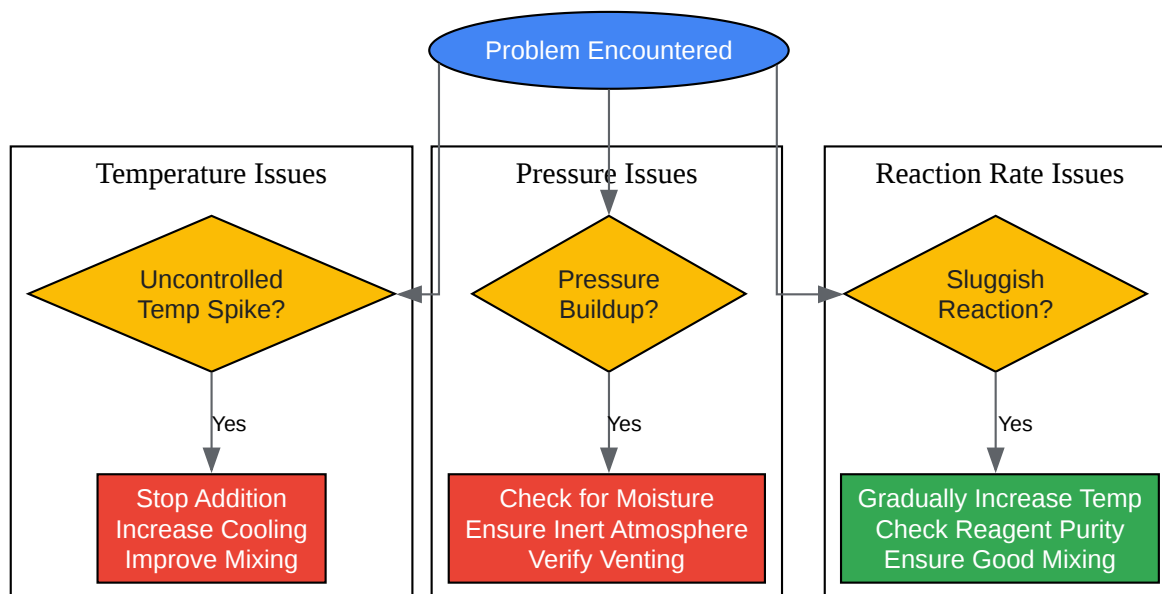 Problem Encountered
Temperature Issues
Uncontrolled
Temp Spike?
Yes
Stop Addition
Increase Cooling
Improve Mixing
Pressure Issues
Pressure
Buildup?
Yes
Check for Moisture
Ensure Inert Atmosphere
Verify Venting
Reaction Rate Issues
Sluggish
Reaction?
Yes
Gradually Increase Temp
Check Reagent Purity
Ensure Good Mixing